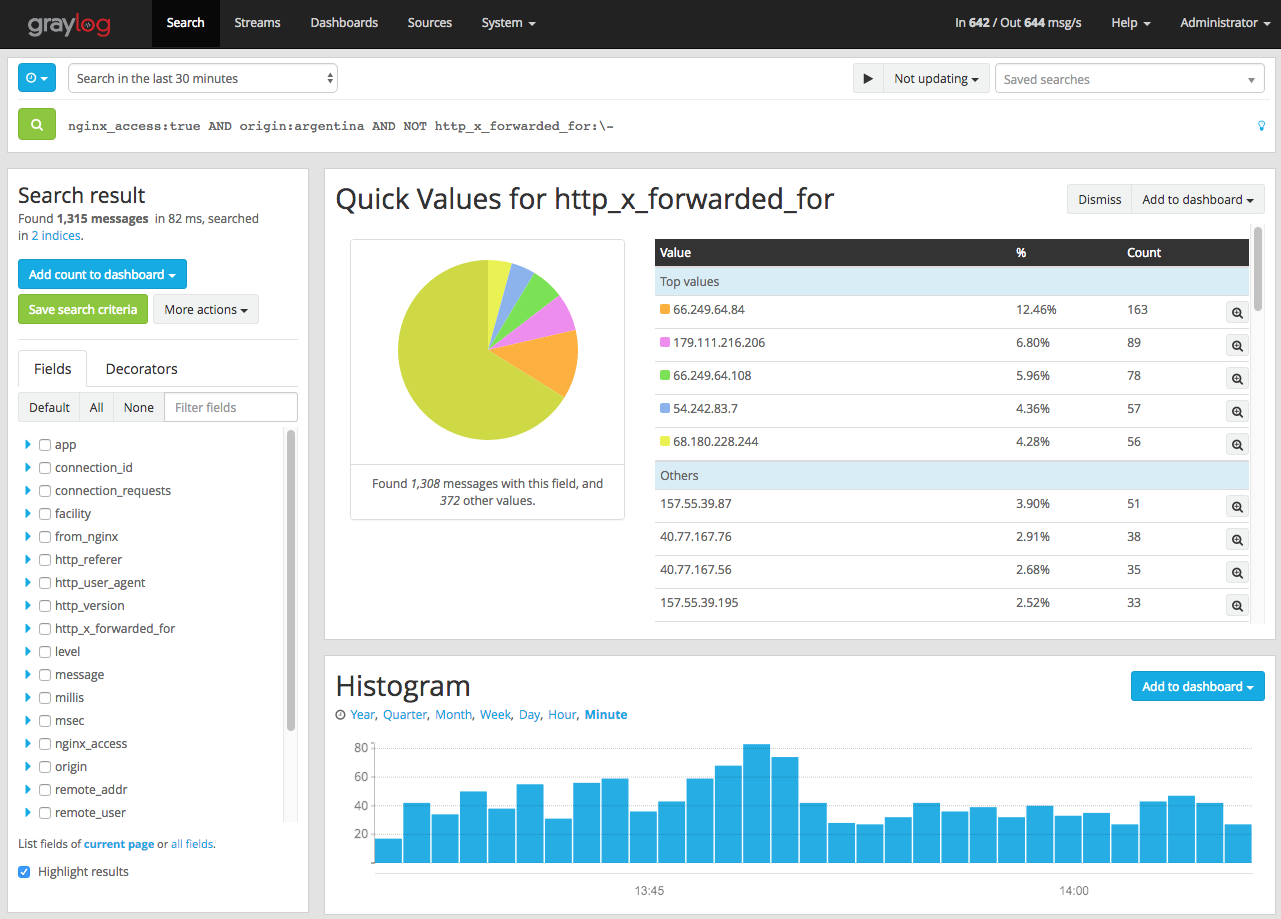 graylog Search Streams Dashboards Sources System In 642 / Out 644 msg/s Help Administrator
Search in the last 30 minutes Not updating Saved searches
nginx_access:true AND origin:argentina AND NOT http_x_forwarded_for:\-
Search result
Found 1,315 messages in 82 ms, searched
in 2 indices.
Add count to dashboard
Save search criteria More actions
Fields Decorators
Default All None Filter fields
app
connection_id
connection_requests
facility
from_nginx
http_referer
http_user_agent
http_version
http_x_forwarded_for
level
message
millis
msec
nginx_access
origin
remote_addr
remote_user
List fields of current page or all fields.
Highlight results
Quick Values for http_x_forwarded_for Dismiss Add to dashboard
Found 1,308 messages with this field, and
372 other values.
Value % Count
Top values
66.249.64.84 12.46% 163
179.111.216.206 6.80% 89
66.249.64.108 5.96% 78
54.242.83.7 4.36% 57
68.180.228.244 4.28% 56
Others
157.55.39.87 3.90% 51
40.77.167.76 2.91% 38
40.77.167.56 2.68% 35
157.55.39.195 2.52% 33
Histogram Add to dashboard
Year, Quarter, Month, Week, Day, Hour, Minute
80
60
40
20
13:45 14:00